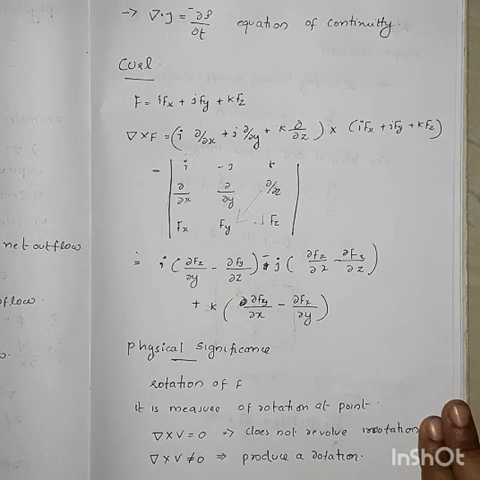 → ∇·J = -∂ρ/∂t equation of continuity.
Curl.
F = iFx + jFy + kFz
∇×F = (i ∂/∂x + j ∂/∂y + k ∂/∂z) × (iFx + jFy + kFz)
= | i -j k |
| ∂/∂x ∂/∂y ∂/∂z |
| Fx Fy Fz |
net outflow
= i(∂Fz/∂y - ∂Fy/∂z) - j(∂Fz/∂x - ∂Fx/∂z)
flow.
+ k(∂Fy/∂x - ∂Fx/∂y)
Physical significance
rotation of F
it is measure of rotation at point.
∇×V = 0 ⇒ does not revolve
∇×V ≠ 0 ⇒ produce a rotation.
InShOt